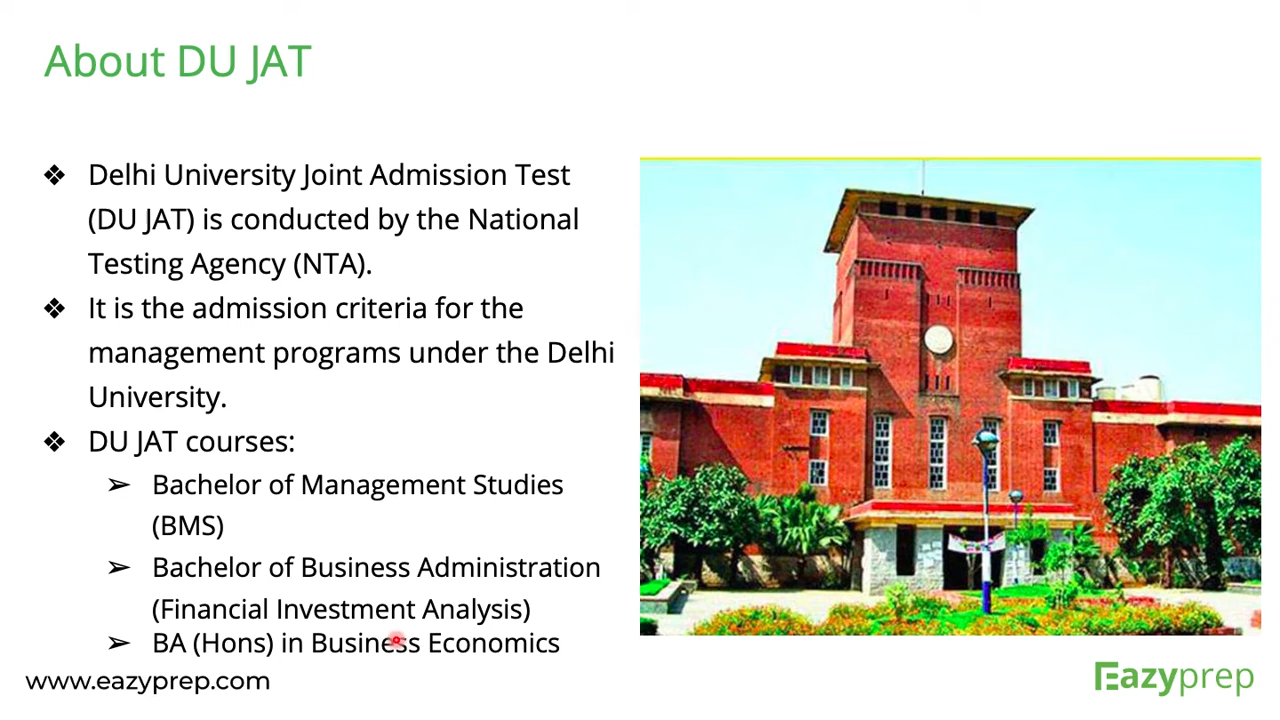 About DU JAT
❖ Delhi University Joint Admission Test
(DU JAT) is conducted by the National
Testing Agency (NTA).
❖ It is the admission criteria for the
management programs under the Delhi
University.
❖ DU JAT courses:
➢ Bachelor of Management Studies
(BMS)
➢ Bachelor of Business Administration
(Financial Investment Analysis)
➢ BA (Hons) in Business Economics
www.eazyprep.com
Eazyprep